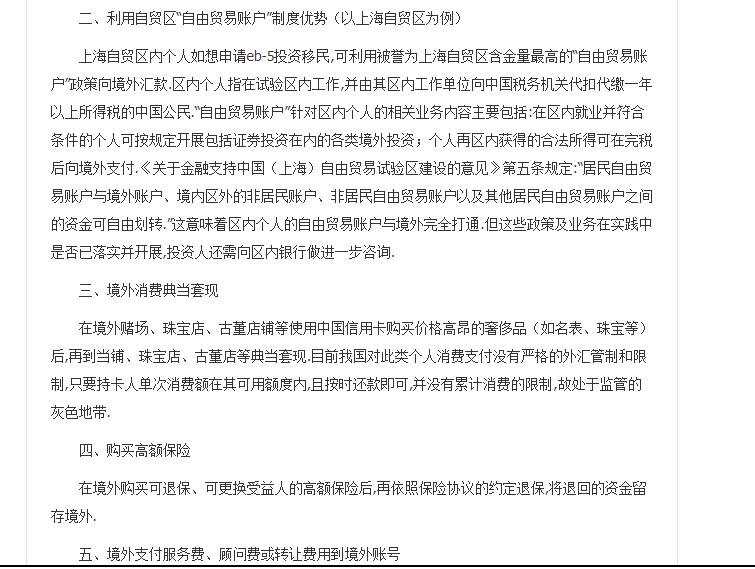 二、利用自贸区“自由贸易账户”制度优势（以上海自贸区为例）
上海自贸区内个人如想申请eb-5投资移民,可利用被誉为上海自贸区含金量最高的“自由贸易账
户”政策向境外汇款.区内个人指在试验区内工作,并由其区内工作单位向中国税务机关代扣代缴一年
以上所得税的中国公民.“自由贸易账户”针对区内个人的相关业务内容主要包括:在区内就业并符合
条件的个人可按规定开展包括证券投资在内的各类境外投资；个人再区内获得的合法所得可在完税
后向境外支付.《关于金融支持中国（上海）自由贸易试验区建设的意见》第五条规定:“居民自由贸
易账户与境外账户、境内区外的非居民账户、非居民自由贸易账户以及其他居民自由贸易账户之间
的资金可自由划转.”这意味着区内个人的自由贸易账户与境外完全打通.但这些政策及业务在实践中
是否已落实并开展,投资人还需向区内银行做进一步咨询.
三、境外消费典当套现
在境外赌场、珠宝店、古董店铺等使用中国信用卡购买价格高昂的奢侈品（如名表、珠宝等）
后,再到当铺、珠宝店、古董店等典当套现.目前我国对此类个人消费支付没有严格的外汇管制和限
制,只要持卡人单次消费额在其可用额度内,且按时还款即可,并没有累计消费的限制,故处于监管的
灰色地带.
四、购买高额保险
在境外购买可退保、可更换受益人的高额保险后,再依照保险协议的约定退保,将退回的资金留
存境外.
五、境外支付服务费、顾问费或转让费用到境外账号